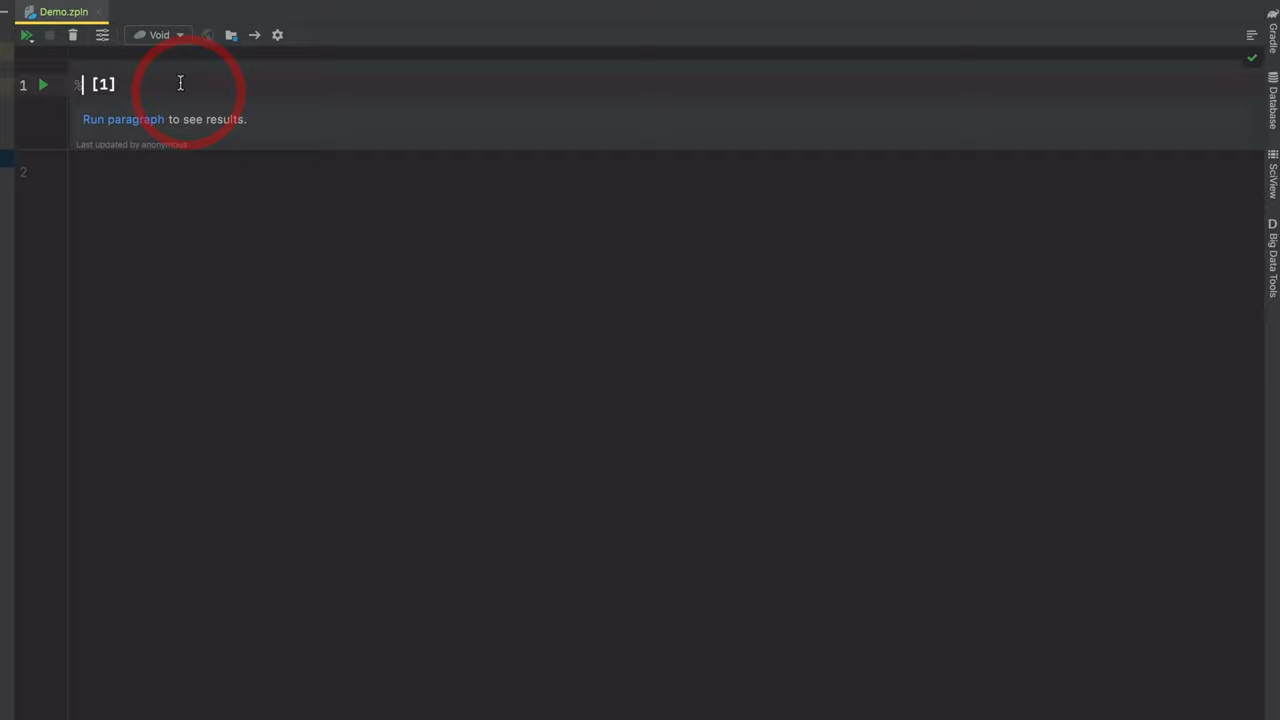 Demo.zpln
Void
1 % [1]
Run paragraph to see results.
Last updated by anonymous
2
Gradle
Database
SciView
D Big Data Tools